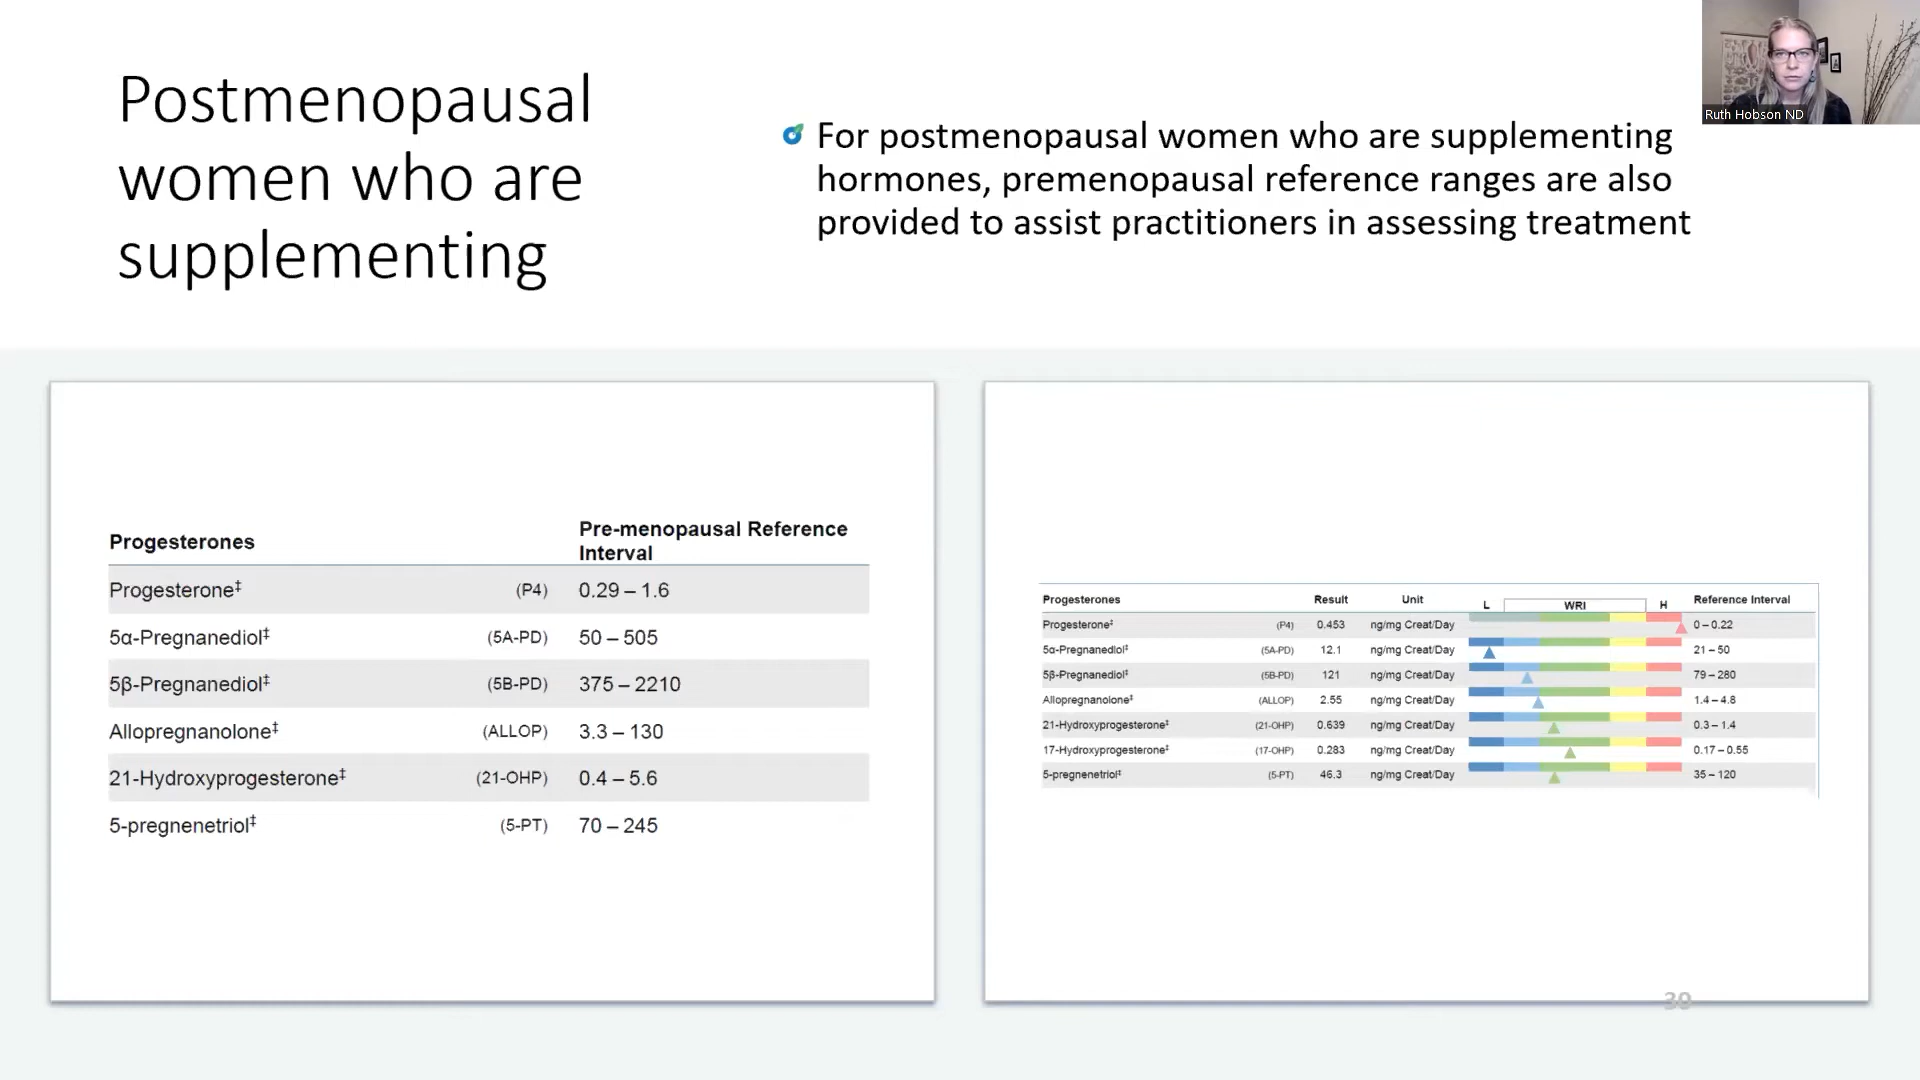 Postmenopausal
women who are
supplementing
For postmenopausal women who are supplementing
hormones, premenopausal reference ranges are also
provided to assist practitioners in assessing treatment
Ruth Hobson ND
Progesterones Pre-menopausal Reference
Interval
Progesterone‡ (P4) 0.29 – 1.6
5α-Pregnanediol‡ (5A-PD) 50 – 505
5β-Pregnanediol‡ (5B-PD) 375 – 2210
Allopregnanolone‡ (ALLOP) 3.3 – 130
21-Hydroxyprogesterone‡ (21-OHP) 0.4 – 5.6
5-pregnenetriol‡ (5-PT) 70 – 245
Progesterones Result Unit L WRI H Reference Interval
Progesterone‡ (P4) 0.453 ng/mg Creat/Day 0 – 0.22
5α-Pregnanediol‡ (5A-PD) 12.1 ng/mg Creat/Day 21 – 50
5β-Pregnanediol‡ (5B-PD) 121 ng/mg Creat/Day 79 – 280
Allopregnanolone‡ (ALLOP) 2.55 ng/mg Creat/Day 1.4 – 4.8
21-Hydroxyprogesterone‡ (21-OHP) 0.639 ng/mg Creat/Day 0.3 – 1.4
17-Hydroxyprogesterone‡ (17-OHP) 0.283 ng/mg Creat/Day 0.17 – 0.55
5-pregnenetriol‡ (5-PT) 46.3 ng/mg Creat/Day 35 – 120
30